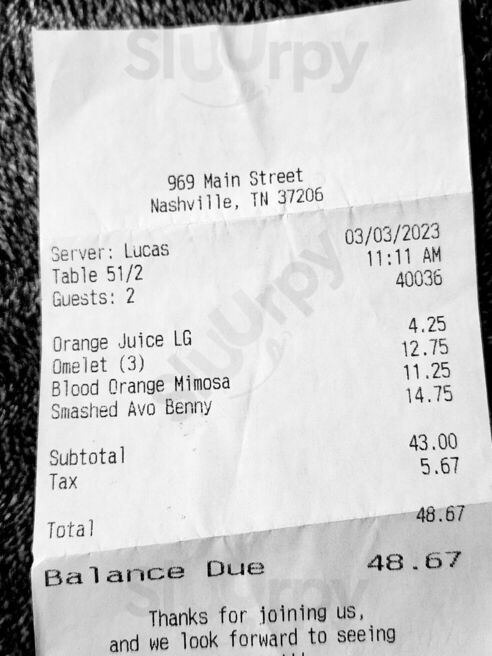 Sluurpy
969 Main Street
Nashville, TN 37206
Server: Lucas 03/03/2023
Table 51/2 11:11 AM
Guests: 2 40036
Orange Juice LG 4.25
Omelet (3) 12.75
Blood Orange Mimosa 11.25
Smashed Avo Benny 14.75
Sluurpy
Subtotal 43.00
Tax 5.67
Total 48.67
Balance Due 48.67
Sluurpy
Thanks for joining us,
and we look forward to seeing